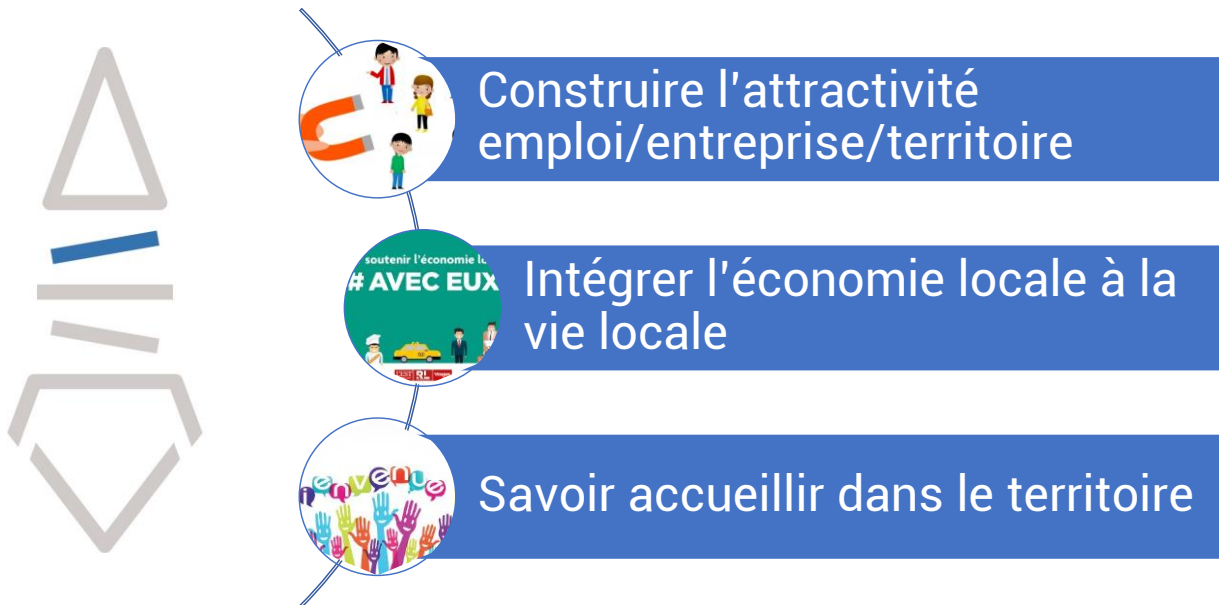 Construire l'attractivité
emploi/entreprise/territoire
soutenir l'économie
# AVEC EUX
Intégrer l'économie locale à la
vie locale
Savoir accueillir dans le territoire